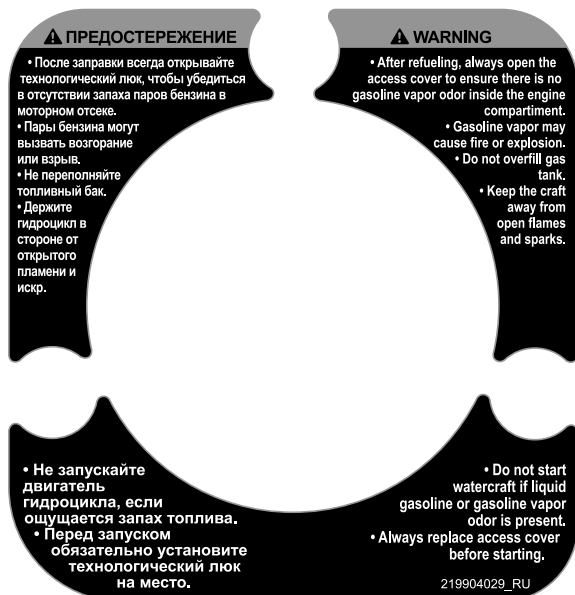 ПРЕДОСТЕРЕЖЕНИЕ
• После заправки всегда открывайте
технологический люк, чтобы убедиться
в отсутствии запаха паров бензина в
моторном отсеке.
• Пары бензина могут
вызвать возгорание
или взрыв.
• Не переполняйте
топливный бак.
• Держите
гидроцикл в
стороне от
открытого
пламени и
искр.
WARNING
• After refueling, always open the
access cover to ensure there is no
gasoline vapor odor inside the engine
compartiment.
• Gasoline vapor may
cause fire or explosion.
• Do not overfill gas
tank.
• Keep the craft
away from
open flames
and sparks.
• Не запускайте
двигатель
гидроцикла, если
ощущается запах топлива.
• Перед запуском
обязательно установите
технологический люк
на место.
• Do not start
watercraft if liquid
gasoline or gasoline vapor
odor is present.
• Always replace access cover
before starting.
219904029_RU